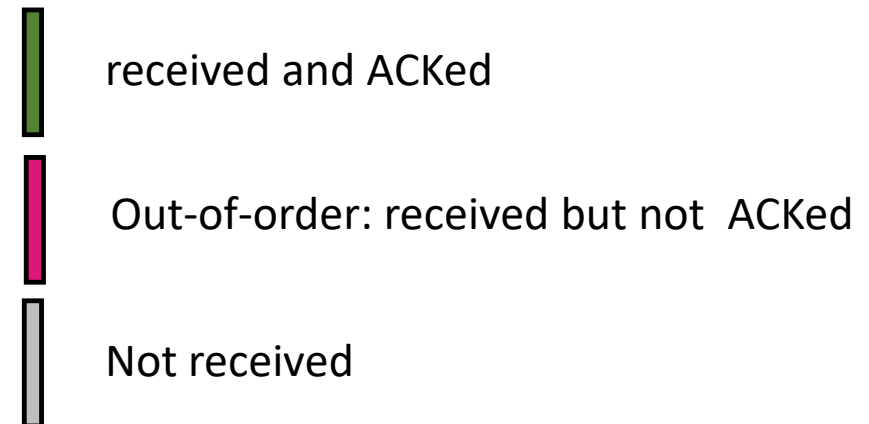 received and ACKed
Out-of-order: received but not ACKed
Not received